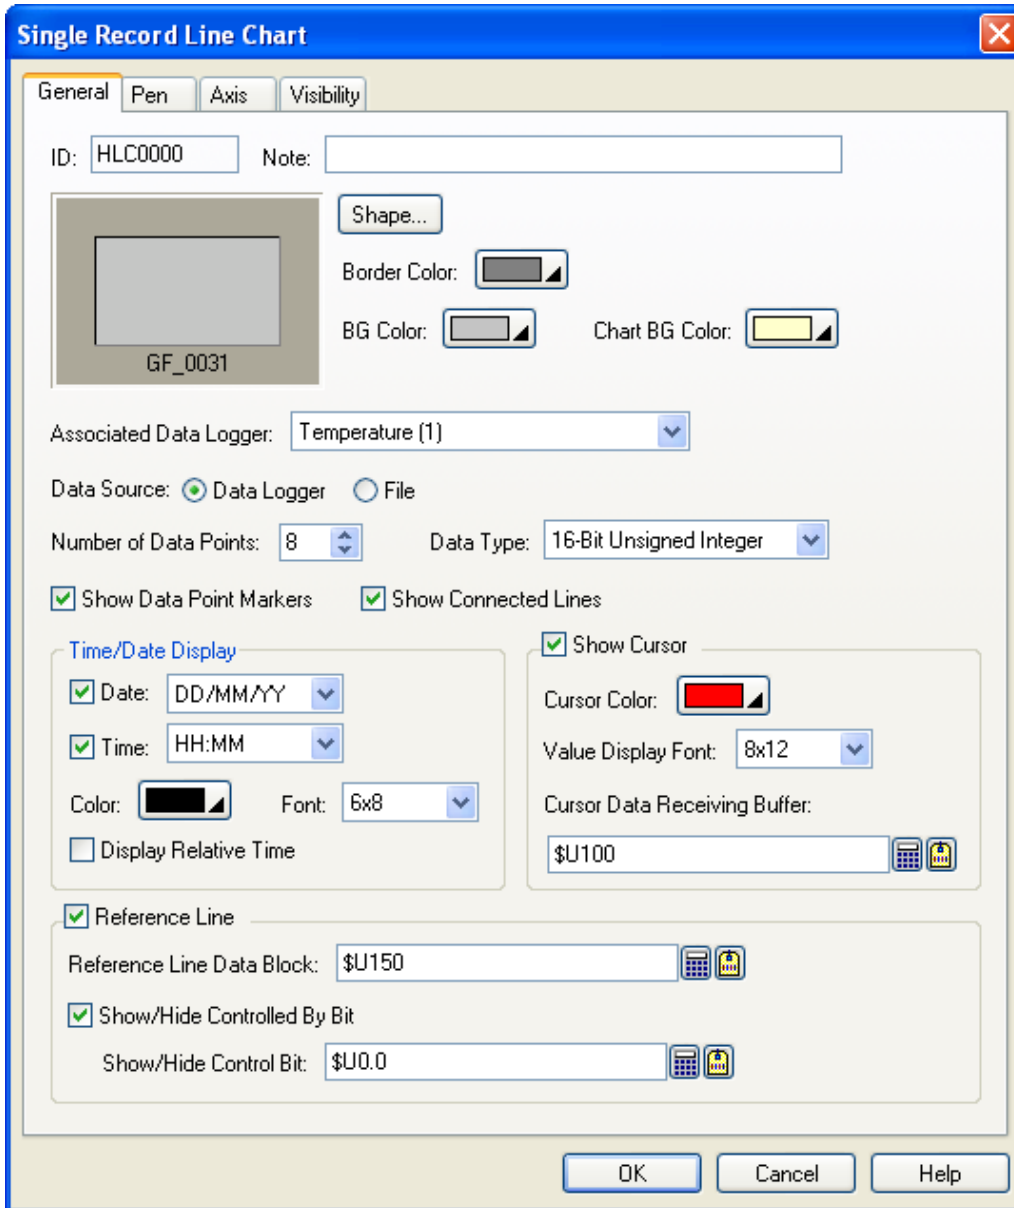 Single Record Line Chart
General Pen Axis Visibility
ID: HLC0000 Note:
Shape...
Border Color:
BG Color: Chart BG Color:
GF_0031
Associated Data Logger: Temperature (1)
Data Source: Data Logger File
Number of Data Points: 8 Data Type: 16-Bit Unsigned Integer
Show Data Point Markers Show Connected Lines
Time/Date Display
Date: DD/MM/YY
Time: HH:MM
Color: Font: 6x8
Display Relative Time
Show Cursor
Cursor Color:
Value Display Font: 8x12
Cursor Data Receiving Buffer:
$U100
Reference Line
Reference Line Data Block: $U150
Show/Hide Controlled By Bit
Show/Hide Control Bit: $U0.0
OK Cancel Help